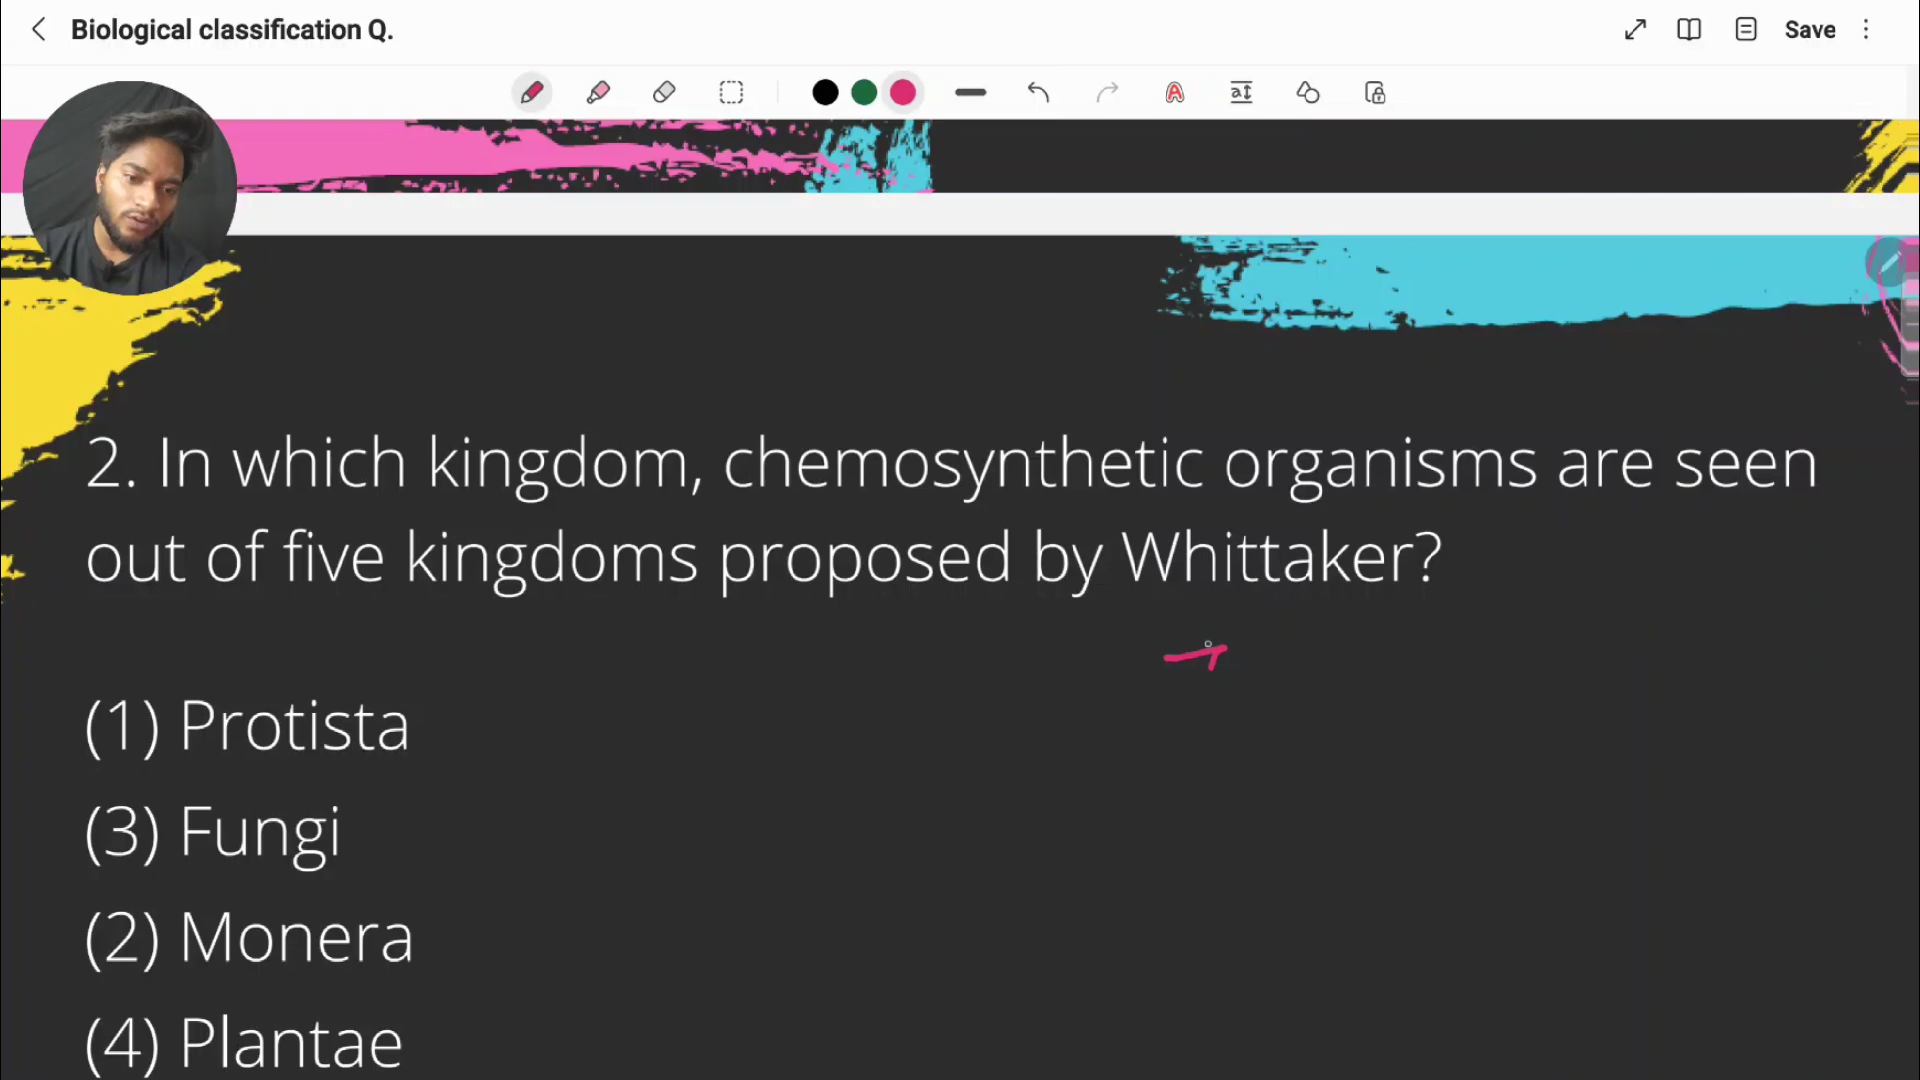 Biological classification Q.
Save
2. In which kingdom, chemosynthetic organisms are seen
out of five kingdoms proposed by Whittaker?
(1) Protista
(3) Fungi
(2) Monera
(4) Plantae